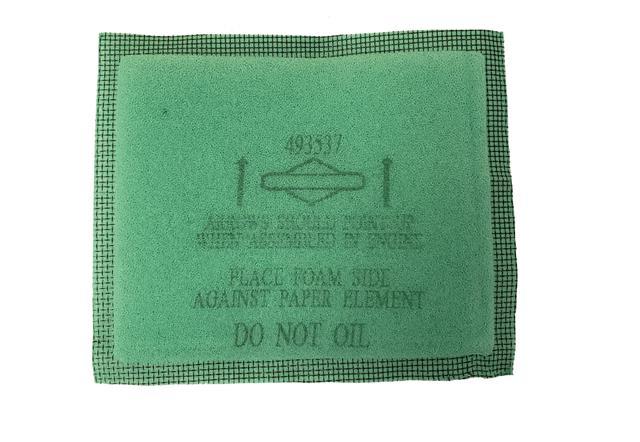 493537
ARROWS SHOULD POINT UP
WHEN ASSEMBLED IN ENGINE
PLACE FOAM SIDE
AGAINST PAPER ELEMENT
DO NOT OIL